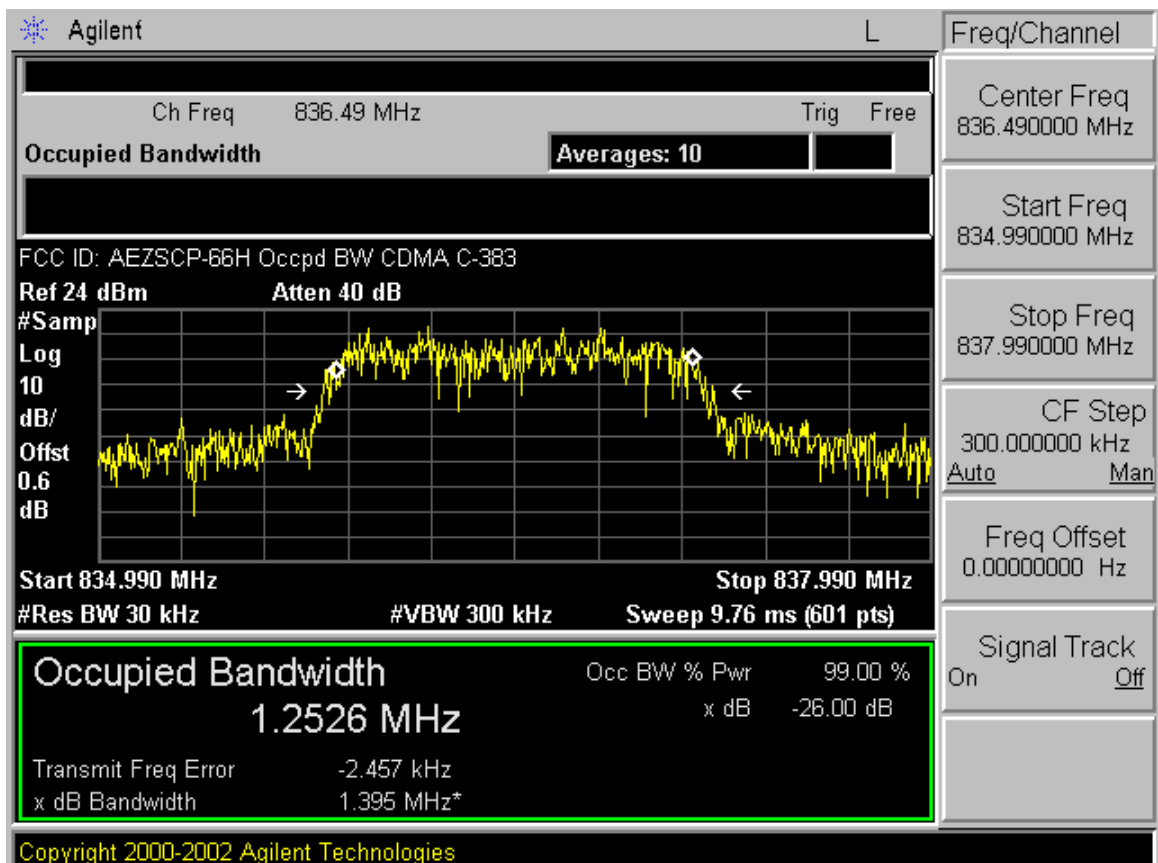 Agilent L Freq/Channel
Ch Freq 836.49 MHz Trig Free
Occupied Bandwidth Averages: 10
FCC ID: AEZSCP-66H Occpd BW CDMA C-383
Ref 24 dBm Atten 40 dB
#Samp
Log
10
dB/
Offst
0.6
dB
Start 834.990 MHz Stop 837.990 MHz
#Res BW 30 kHz #VBW 300 kHz Sweep 9.76 ms (601 pts)
Occupied Bandwidth Occ BW % Pwr 99.00 %
1.2526 MHz x dB -26.00 dB
Transmit Freq Error -2.457 kHz
x dB Bandwidth 1.395 MHz*
Center Freq
836.490000 MHz
Start Freq
834.990000 MHz
Stop Freq
837.990000 MHz
CF Step
300.000000 kHz
Auto Man
Freq Offset
0.00000000 Hz
Signal Track
On Off
Copyright 2000-2002 Agilent Technologies